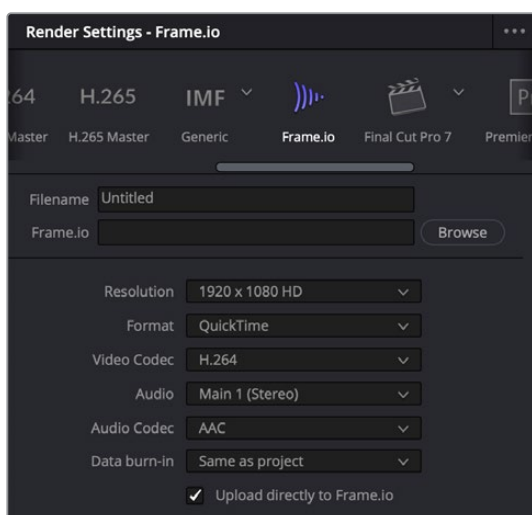 Render Settings - Frame.io
264 H.265 IMF
Master H.265 Master Generic Frame.io Final Cut Pro 7 Premier
Filename Untitled
Frame.io Browse
Resolution 1920 x 1080 HD
Format QuickTime
Video Codec H.264
Audio Main 1 (Stereo)
Audio Codec AAC
Data burn-in Same as project
Upload directly to Frame.io